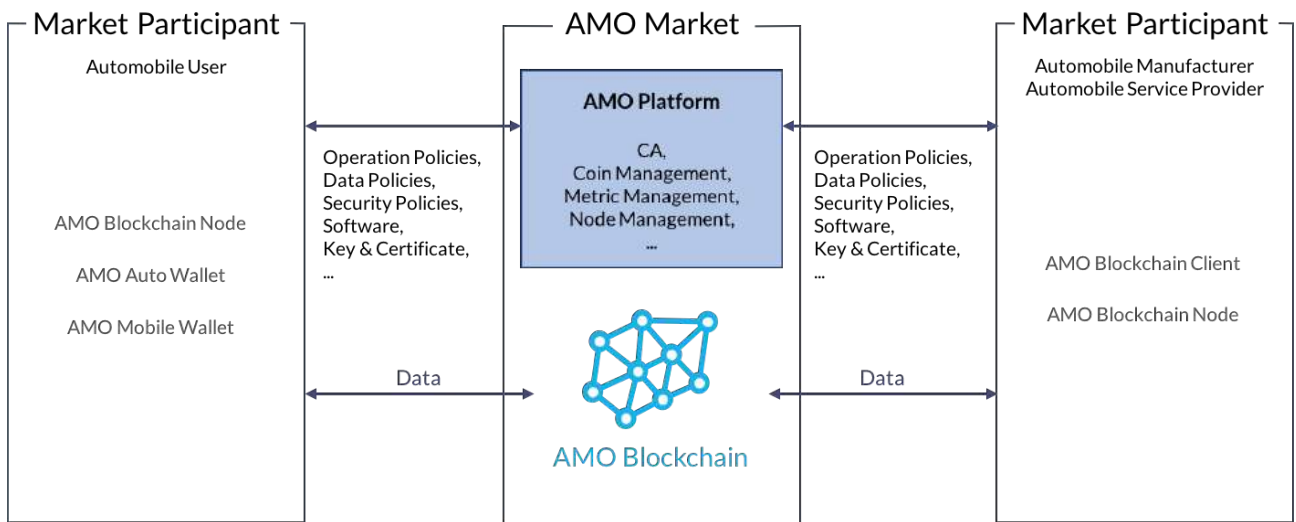 Market Participant
Automobile User
AMO Blockchain Node
AMO Auto Wallet
AMO Mobile Wallet
Operation Policies,
Data Policies,
Security Policies,
Software,
Key & Certificate,
...
Data
AMO Market
AMO Platform
CA,
Coin Management,
Metric Management,
Node Management,
...
AMO Blockchain
Operation Policies,
Data Policies,
Security Policies,
Software,
Key & Certificate,
...
Data
Market Participant
Automobile Manufacturer
Automobile Service Provider
AMO Blockchain Client
AMO Blockchain Node